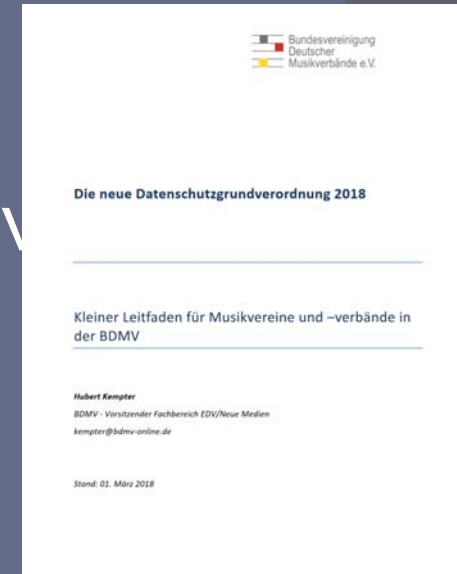 Bundesvereinigung
Deutscher
Musikverbände e.V.
Die neue Datenschutzgrundverordnung 2018
Kleiner Leitfaden für Musikvereine und –verbände in
der BDMV
Hubert Kempter
BDMV - Vorsitzender Fachbereich EDV/Neue Medien
kempter@bdmv-online.de
Stand: 01. März 2018